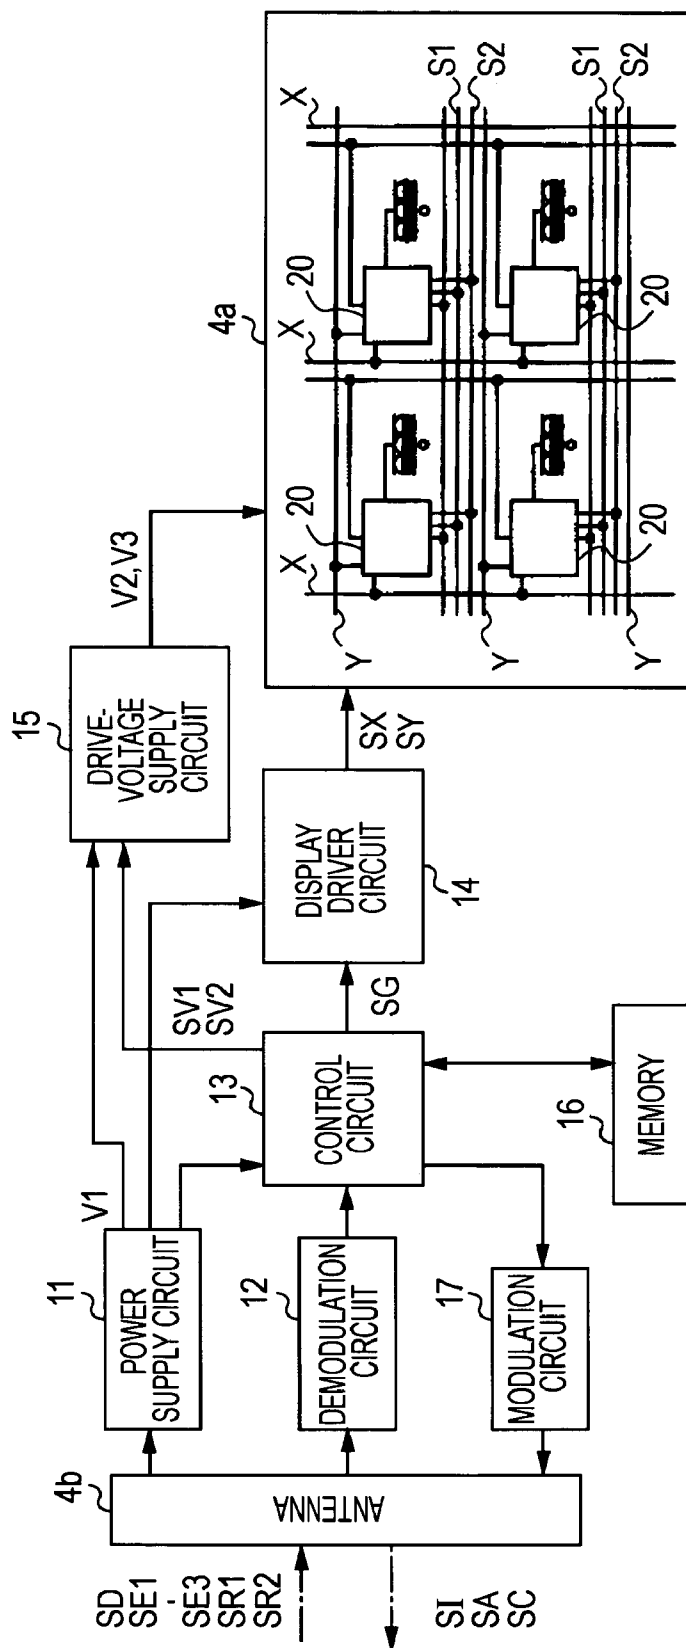 SD
SE1
-
SE3
SR1
SR2
SI
SA
SC
4b
ANTENNA
11
POWER
SUPPLY CIRCUIT
V1
12
DEMODULATION
CIRCUIT
17
MODULATION
CIRCUIT
13
CONTROL
CIRCUIT
SV1
SV2
SG
16
MEMORY
14
DISPLAY
DRIVER
CIRCUIT
15
DRIVE-
VOLTAGE
SUPPLY
CIRCUIT
V2,V3
SX
SY
4a
X
X
X
Y
Y
Y
20
20
20
20
S1
S2
S1
S2